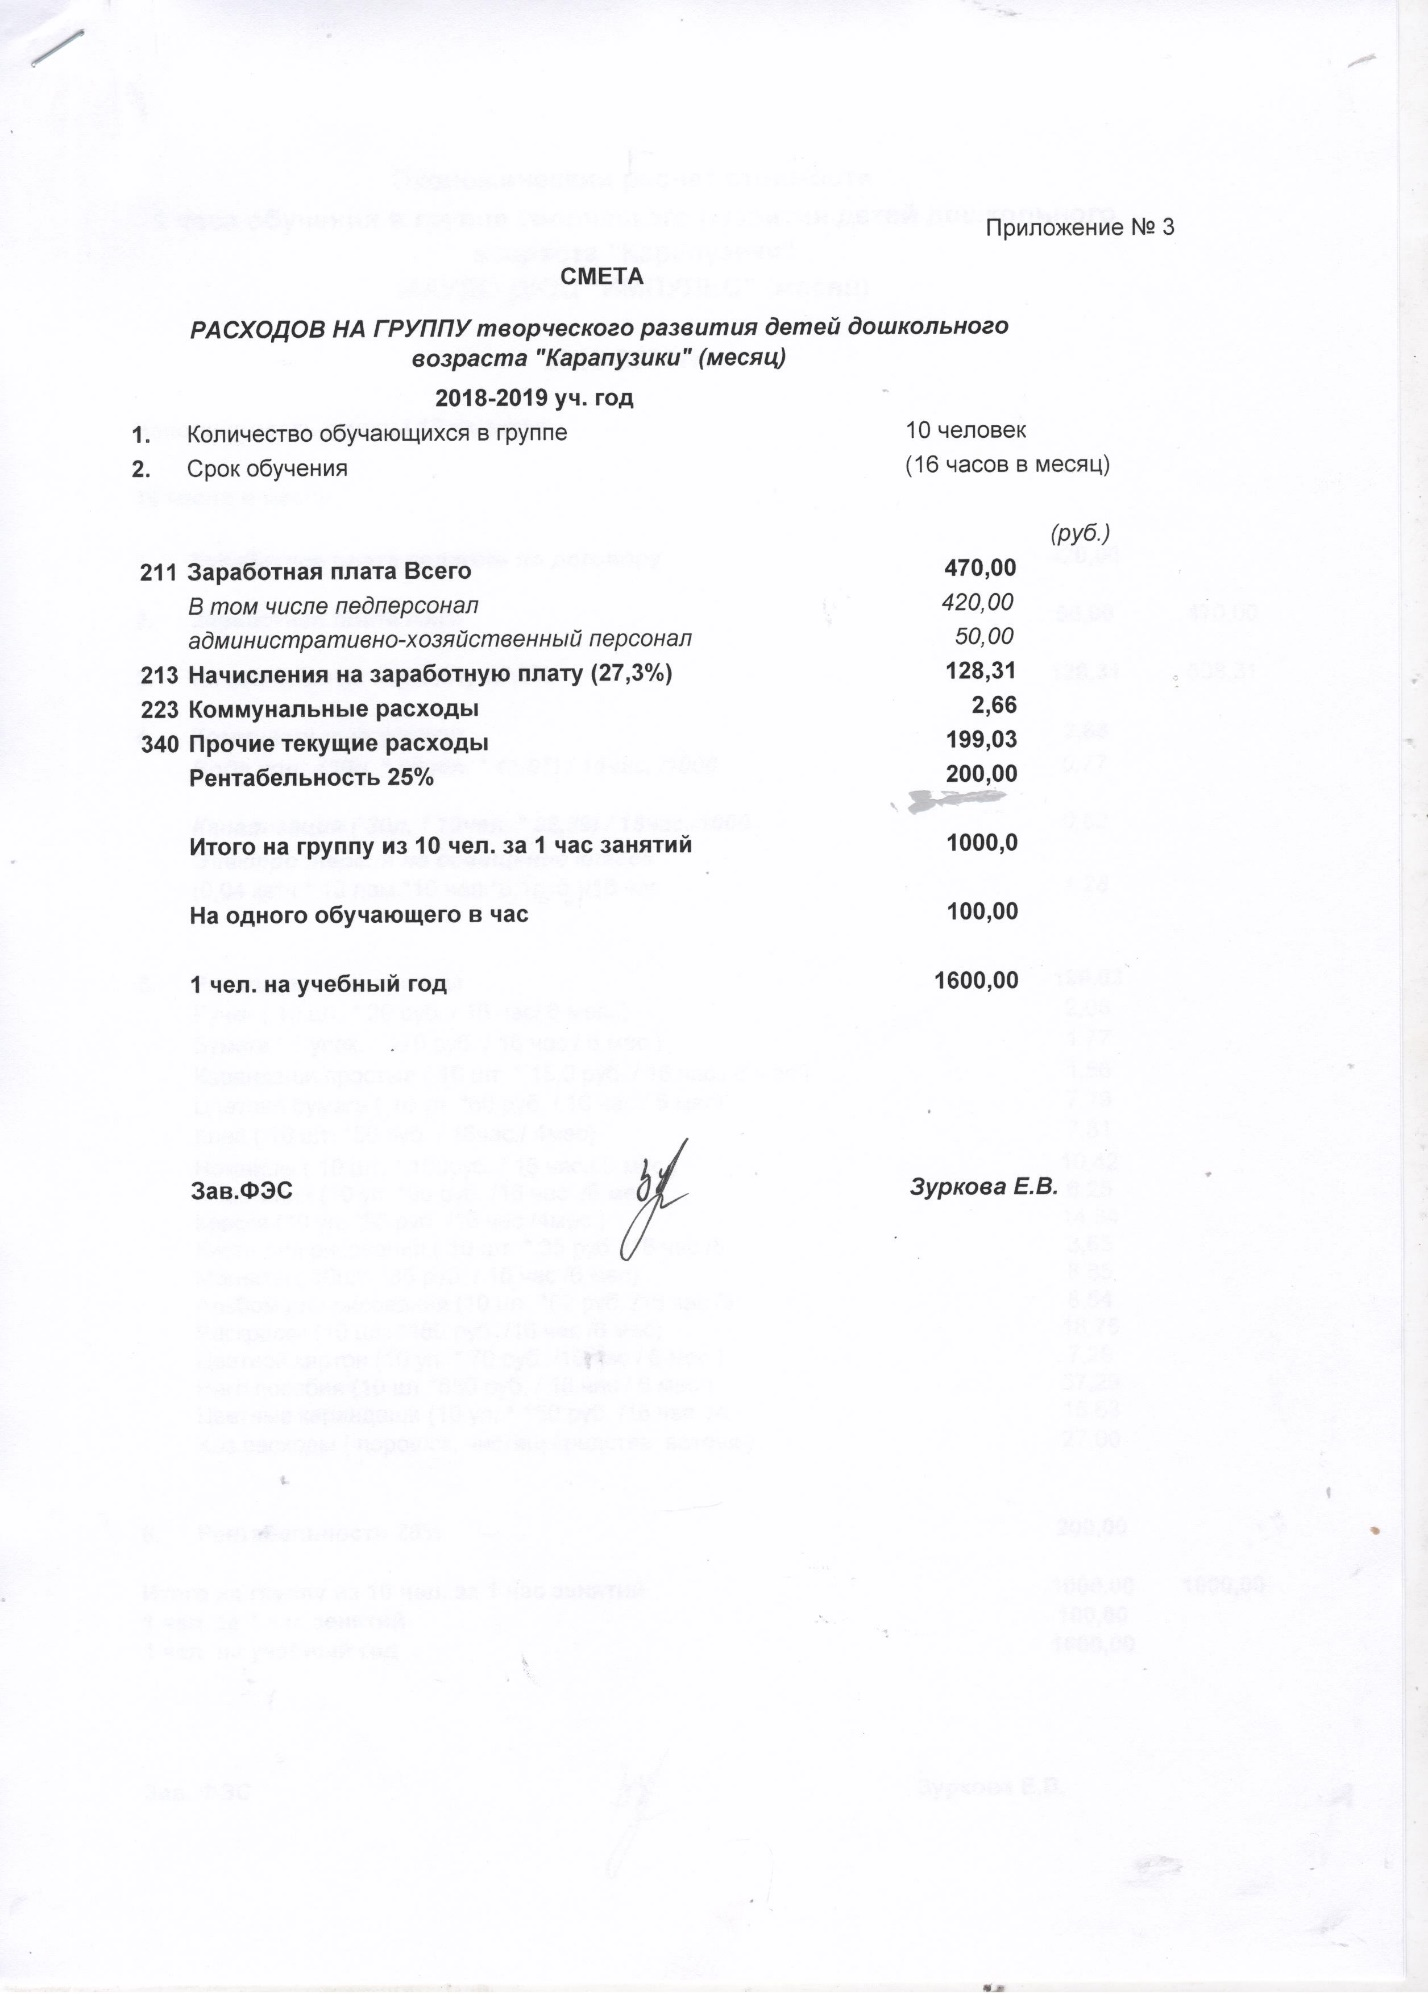 Приложение № 3
СМЕТА
РАСХОДОВ НА ГРУППУ творческого развития детей дошкольного
возраста "Карапузики" (месяц)
2018-2019 уч. год
1. Количество обучающихся в группе 10 человек
2. Срок обучения (16 часов в месяц)
(руб.)
211 Заработная плата Всего 470,00
В том числе педперсонал 420,00
административно-хозяйственный персонал 50,00
213 Начисления на заработную плату (27,3%) 128,31
223 Коммунальные расходы 2,66
340 Прочие текущие расходы 199,03
Рентабельность 25% 200,00
Итого на группу из 10 чел. за 1 час занятий 1000,0
На одного обучающего в час 100,00
1 чел. на учебный год 1600,00
Зав.ФЭС Зуркова Е.В.